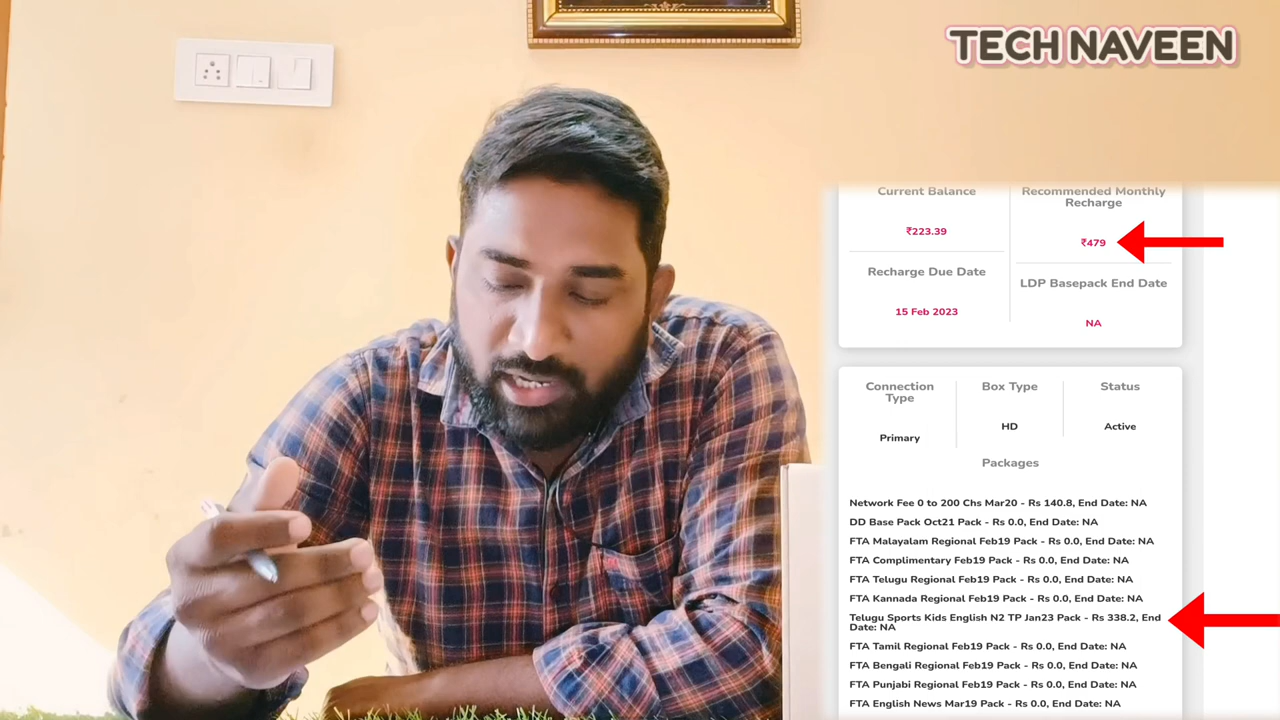 TECH NAVEEN
Current Balance
₹223.39
Recommended Monthly
Recharge
₹479
Recharge Due Date
15 Feb 2023
LDP Basepack End Date
NA
Connection
Type
Primary
Box Type
HD
Status
Active
Packages
Network Fee 0 to 200 Chs Mar20 - Rs 140.8, End Date: NA
DD Base Pack Oct21 Pack - Rs 0.0, End Date: NA
FTA Malayalam Regional Feb19 Pack - Rs 0.0, End Date: NA
FTA Complimentary Feb19 Pack - Rs 0.0, End Date: NA
FTA Telugu Regional Feb19 Pack - Rs 0.0, End Date: NA
FTA Kannada Regional Feb19 Pack - Rs 0.0, End Date: NA
Telugu Sports Kids English N2 TP Jan23 Pack - Rs 338.2, End
Date: NA
FTA Tamil Regional Feb19 Pack - Rs 0.0, End Date: NA
FTA Bengali Regional Feb19 Pack - Rs 0.0, End Date: NA
FTA Punjabi Regional Feb19 Pack - Rs 0.0, End Date: NA
FTA English News Mar19 Pack - Rs 0.0, End Date: NA